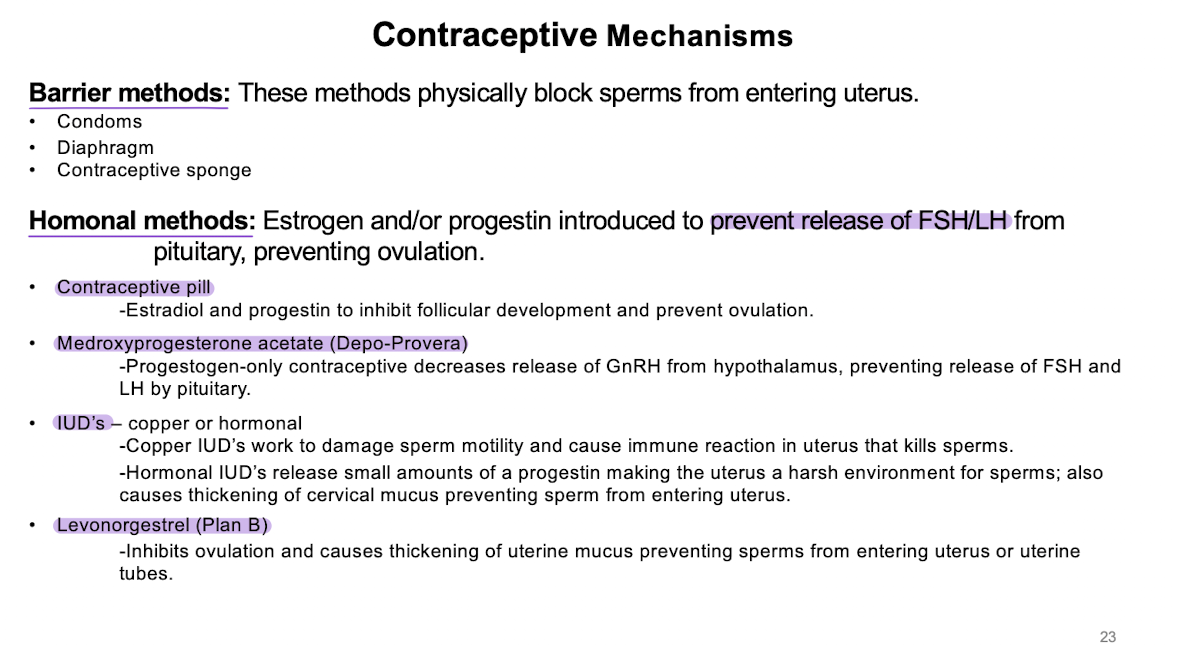 Contraceptive Mechanisms
Barrier methods: These methods physically block sperms from entering uterus.
• Condoms
• Diaphragm
• Contraceptive sponge
Homonal methods: Estrogen and/or progestin introduced to prevent release of FSH/LH from
pituitary, preventing ovulation.
• Contraceptive pill
-Estradiol and progestin to inhibit follicular development and prevent ovulation.
• Medroxyprogesterone acetate (Depo-Provera)
-Progestogen-only contraceptive decreases release of GnRH from hypothalamus, preventing release of FSH and
LH by pituitary.
• IUD’s – copper or hormonal
-Copper IUD’s work to damage sperm motility and cause immune reaction in uterus that kills sperms.
-Hormonal IUD’s release small amounts of a progestin making the uterus a harsh environment for sperms; also
causes thickening of cervical mucus preventing sperm from entering uterus.
• Levonorgestrel (Plan B)
-Inhibits ovulation and causes thickening of uterine mucus preventing sperms from entering uterus or uterine
tubes.
23